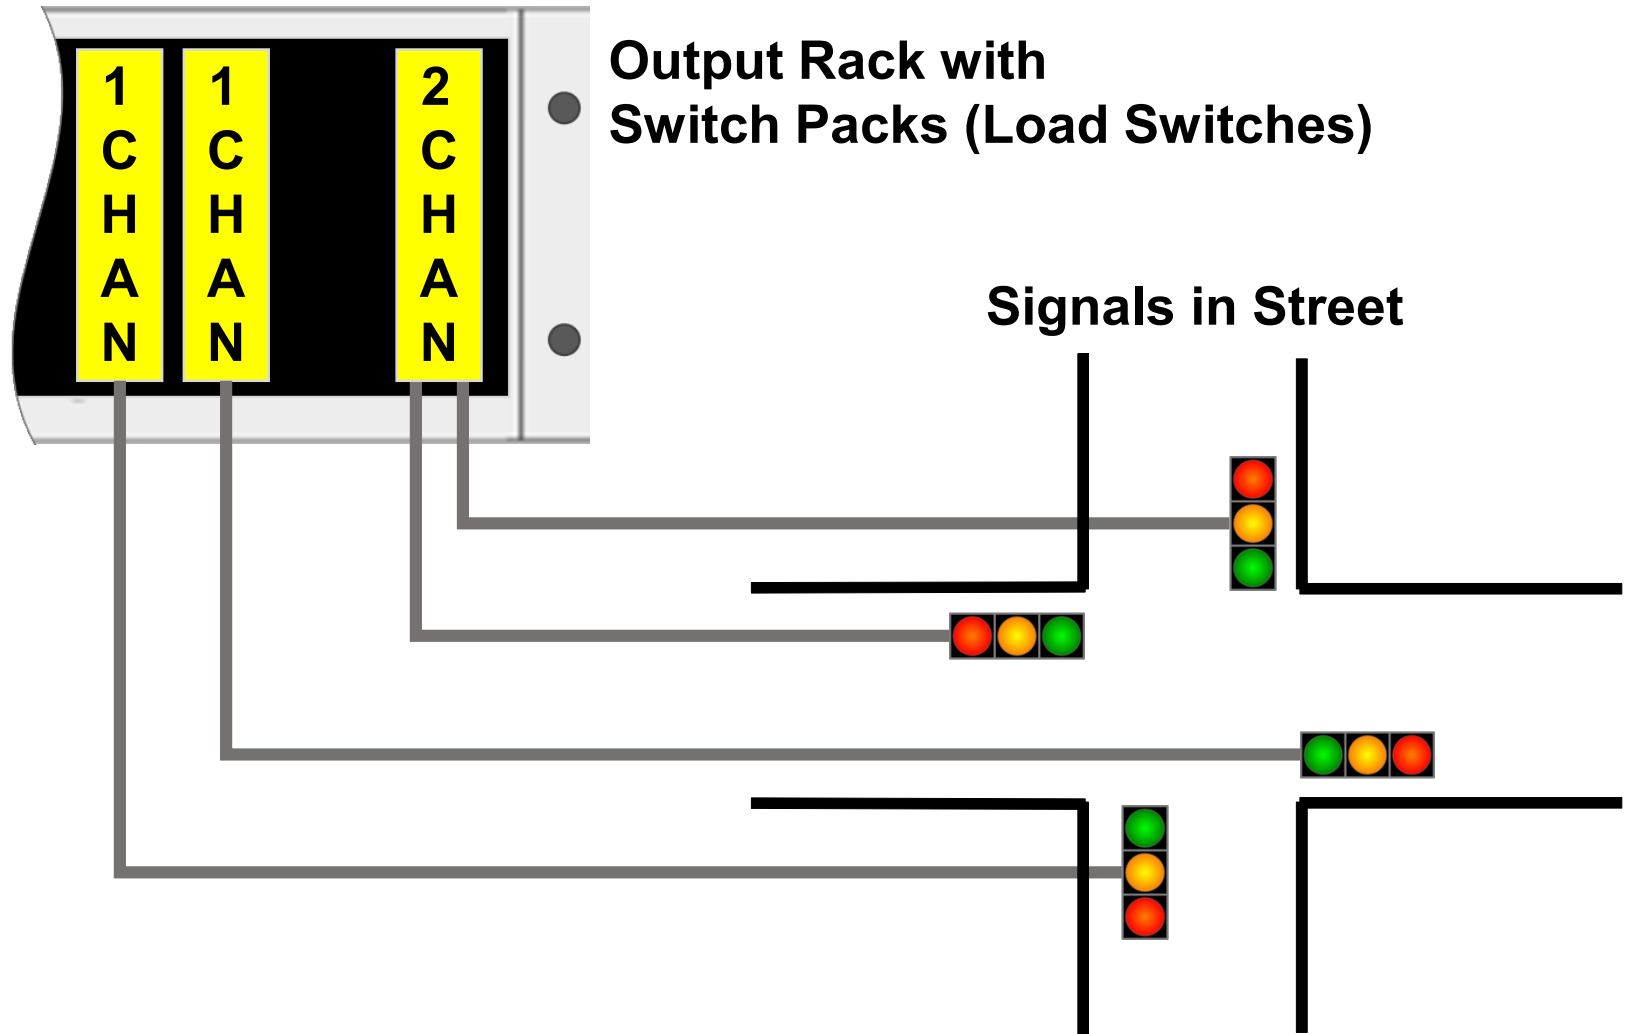 1
C
H
A
N
1
C
H
A
N
2
C
H
A
N
Output Rack with
Switch Packs (Load Switches)
Signals in Street